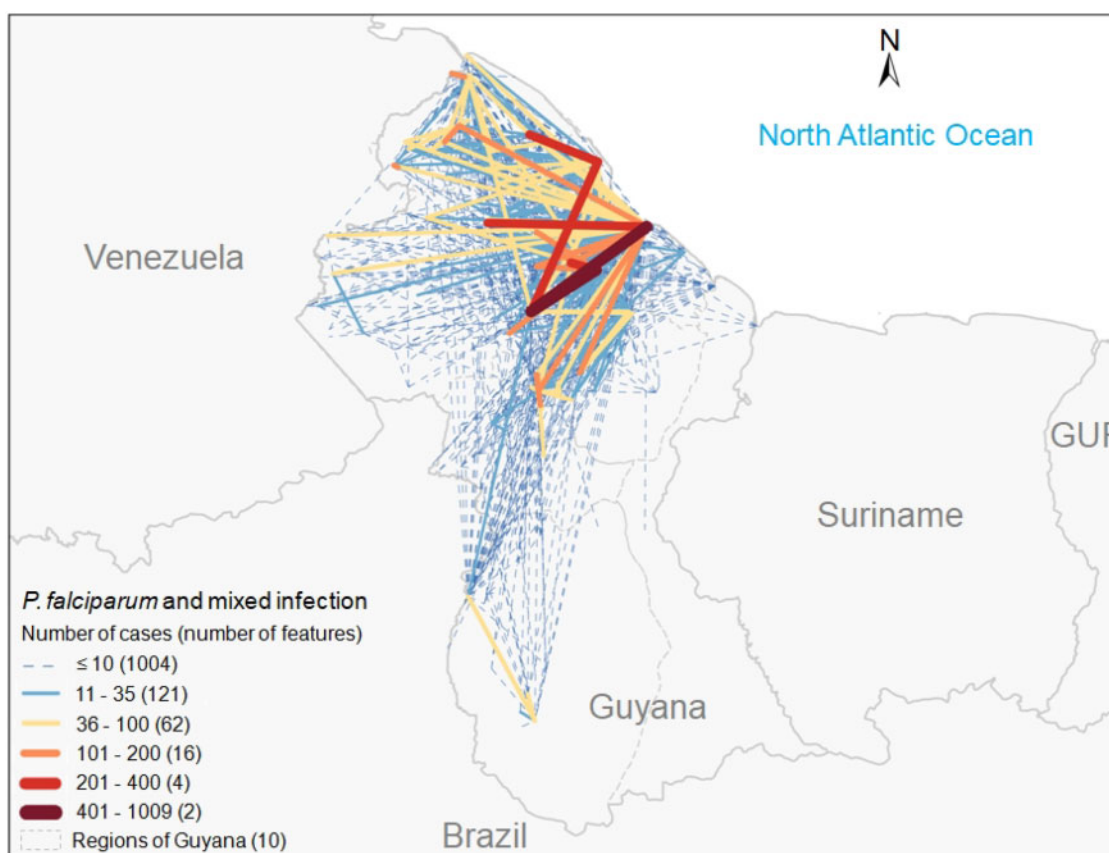 N
North Atlantic Ocean
Venezuela
GUF
Suriname
Guyana
Brazil
P. falciparum and mixed infection
Number of cases (number of features)
≤ 10 (1004)
11 - 35 (121)
36 - 100 (62)
101 - 200 (16)
201 - 400 (4)
401 - 1009 (2)
Regions of Guyana (10)